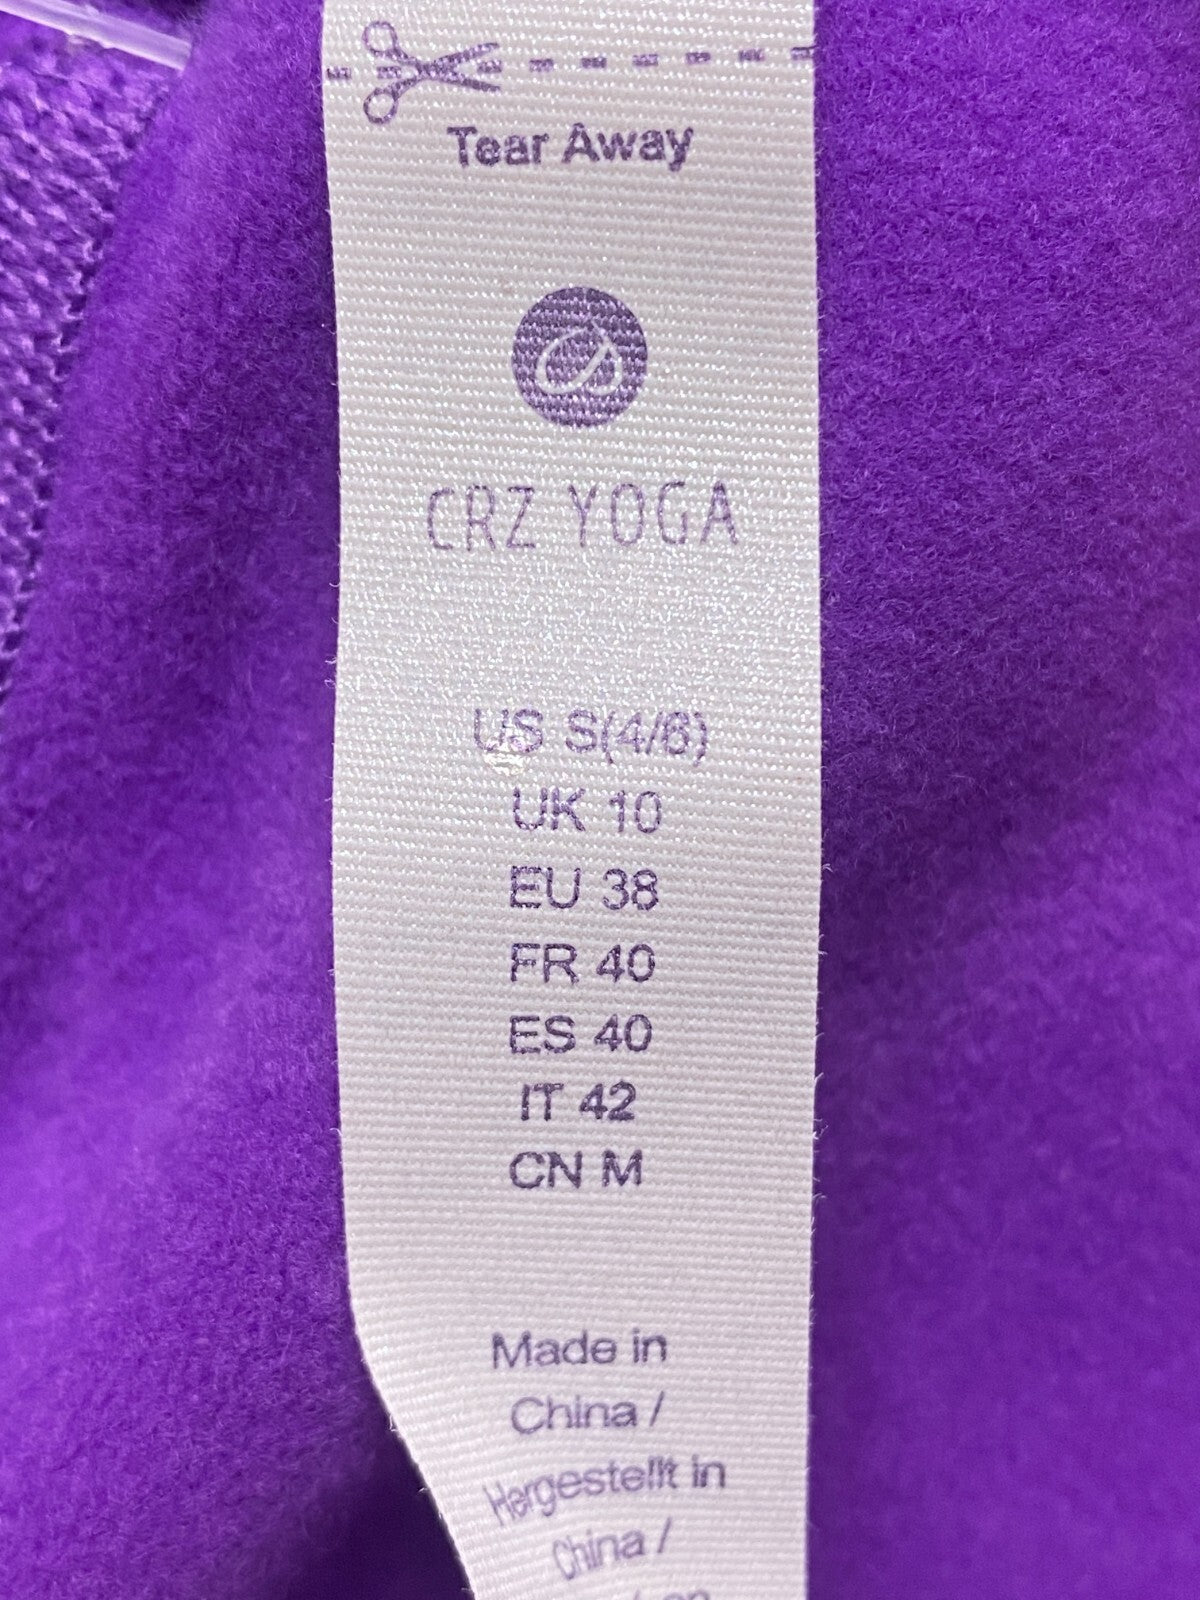 Tear Away
CRZ YOGA
US S(4/6)
UK 10
EU 38
FR 40
ES 40
IT 42
CN M
Made in
China /
Hergestellt in
China /